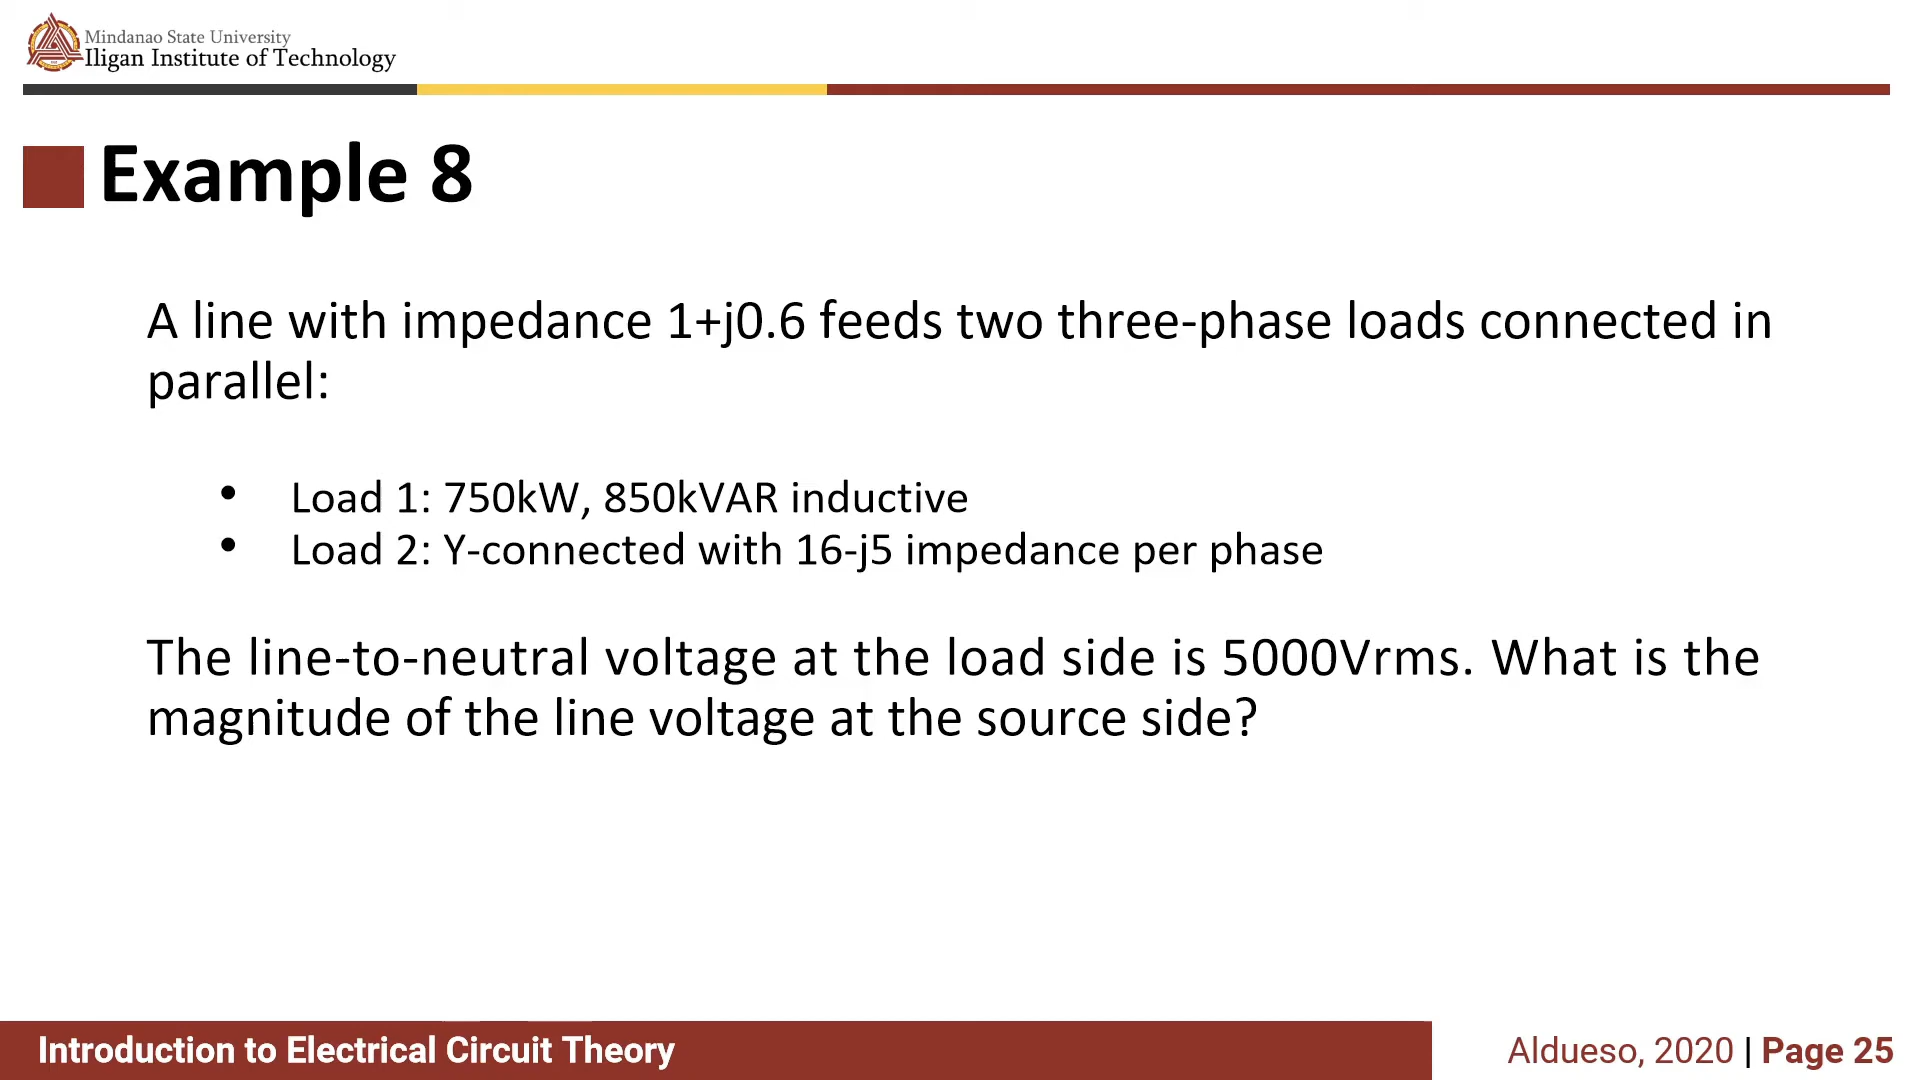 Mindanao State University
Iligan Institute of Technology
Example 8
A line with impedance 1+j0.6 feeds two three-phase loads connected in
parallel:
• Load 1: 750kW, 850kVAR inductive
• Load 2: Y-connected with 16-j5 impedance per phase
The line-to-neutral voltage at the load side is 5000Vrms. What is the
magnitude of the line voltage at the source side?
Introduction to Electrical Circuit Theory
Aldueso, 2020 | Page 25